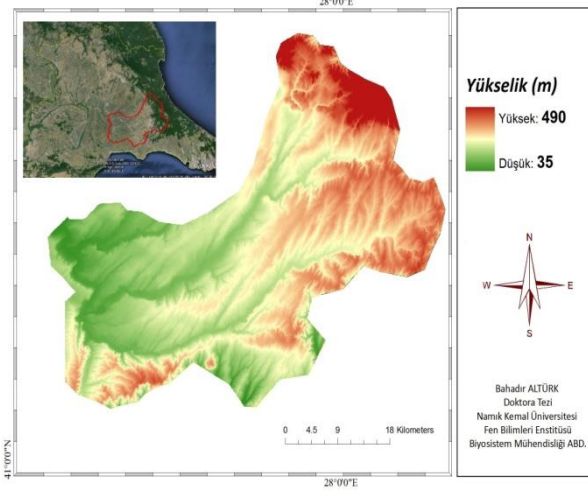 28°0'0"E
Yükselik (m)
Yüksek: 490
Düşük: 35
N
W E
S
Bahadır ALTÜRK
Doktora Tezi
Namık Kemal Üniversitesi
Fen Bilimleri Enstitüsü
Biyosistem Mühendisliği ABD.
0 4.5 9 18 Kilometers
41°0'0"N
28°0'0"E